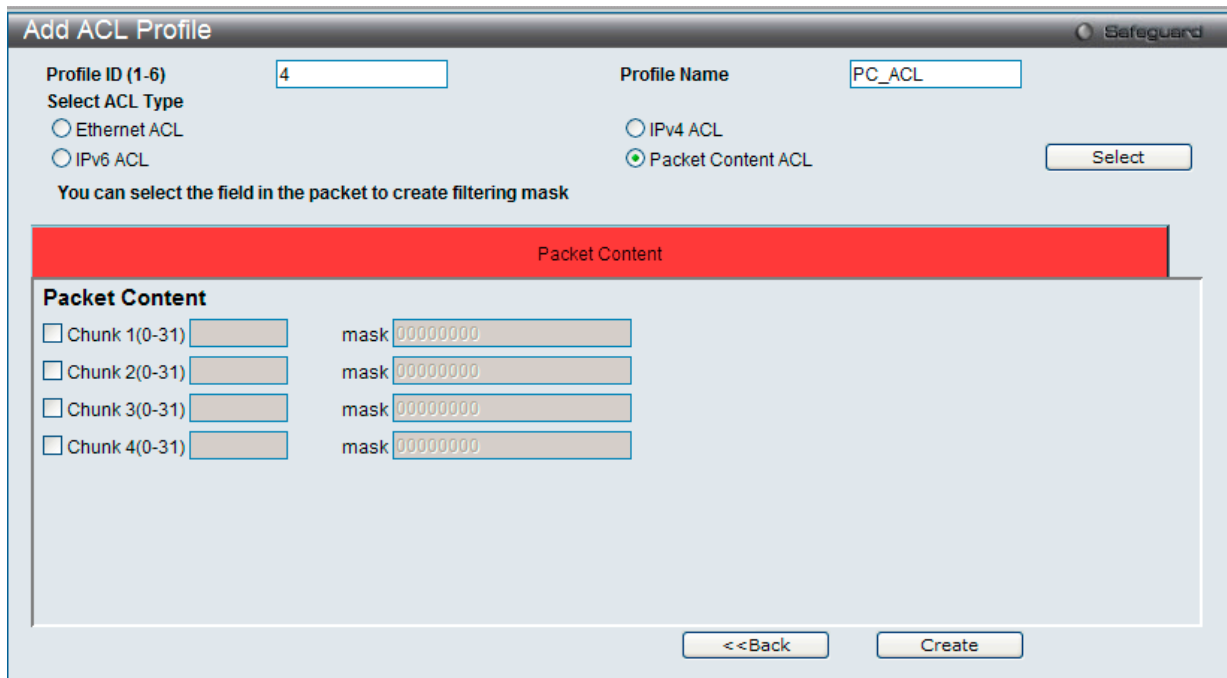 Add ACL Profile Safeguard
Profile ID (1-6) 4 Profile Name PC_ACL
Select ACL Type
Ethernet ACL IPv4 ACL
IPv6 ACL Packet Content ACL Select
You can select the field in the packet to create filtering mask
Packet Content
Packet Content
Chunk 1(0-31) mask 00000000
Chunk 2(0-31) mask 00000000
Chunk 3(0-31) mask 00000000
Chunk 4(0-31) mask 00000000
<<Back Create